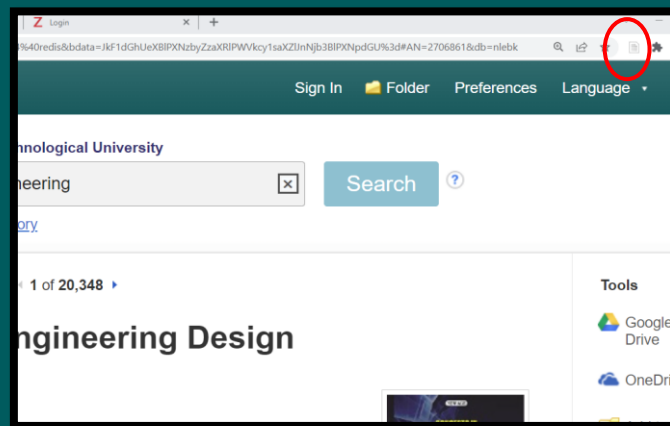 Z Login × +
%40redis&bdata=JkF1dGhUeXBlPXNzbyZzaXRlPWVkcy1saXZlJnNjb3BlPXNpdGU%3d#AN=2706861&db=nlebk
Sign In Folder Preferences Language
hnological University
neering
Search ?
ory
1 of 20,348
ngineering Design
Tools
Google
Drive
OneDri